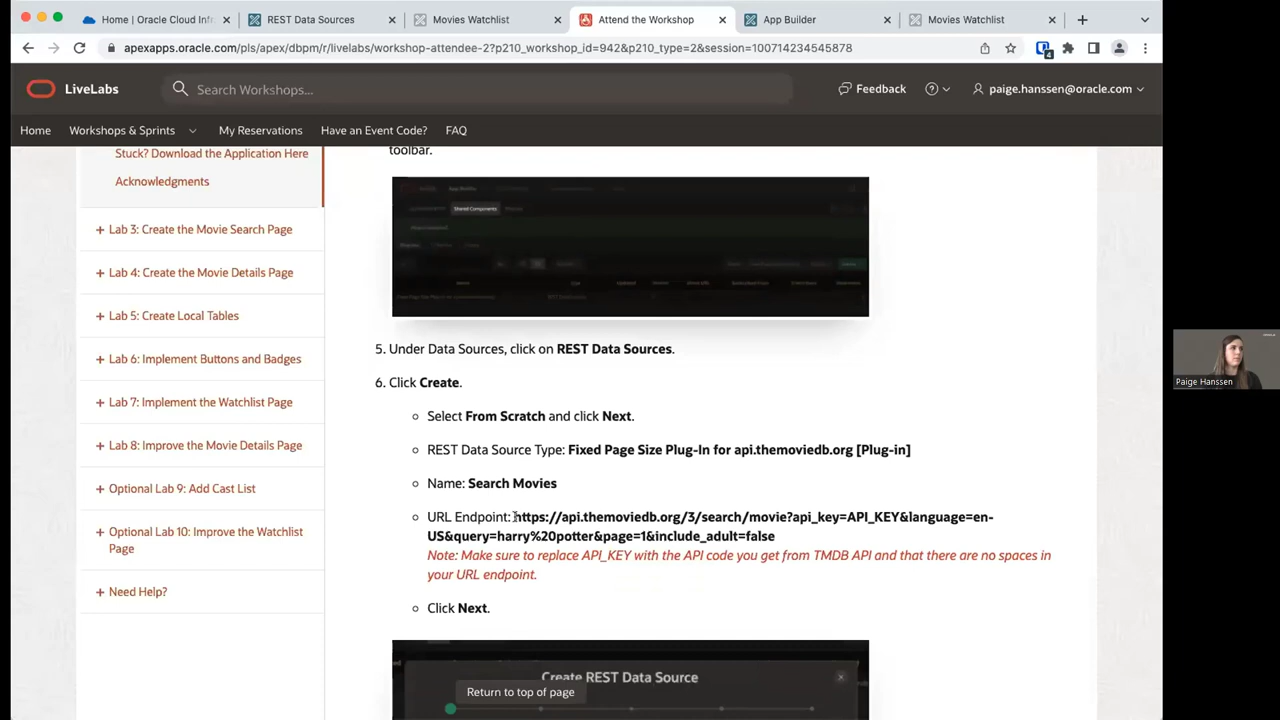 Home | Oracle Cloud Inf
REST Data Sources
Movies Watchlist
Attend the Workshop
App Builder
Movies Watchlist
apexapps.oracle.com/pls/apex/dbpm/r/livelabs/workshop-attendee-2?p210_workshop_id=942&p210_type=2&session=100714234545878
4
LiveLabs
Search Workshops...
Feedback
paige.hanssen@oracle.com
Home
Workshops & Sprints
My Reservations
Have an Event Code?
FAQ
Stuck? Download the Application Here
Acknowledgments
+ Lab 3: Create the Movie Search Page
+ Lab 4: Create the Movie Details Page
+ Lab 5: Create Local Tables
+ Lab 6: Implement Buttons and Badges
+ Lab 7: Implement the Watchlist Page
+ Lab 8: Improve the Movie Details Page
+ Optional Lab 9: Add Cast List
+ Optional Lab 10: Improve the Watchlist
Page
+ Need Help?
toolbar.
Shared Components
5. Under Data Sources, click on REST Data Sources.
6. Click Create.
Select From Scratch and click Next.
REST Data Source Type: Fixed Page Size Plug-In for api.themoviedb.org [Plug-in]
Name: Search Movies
URL Endpoint: https://api.themoviedb.org/3/search/movie?api_key=API_KEY&language=en-
US&query=harry%20potter&page=1&include_adult=false
Note: Make sure to replace API_KEY with the API code you get from TMDB API and that there are no spaces in
your URL endpoint.
Click Next.
Create REST Data Source
Return to top of page
Paige Hanssen